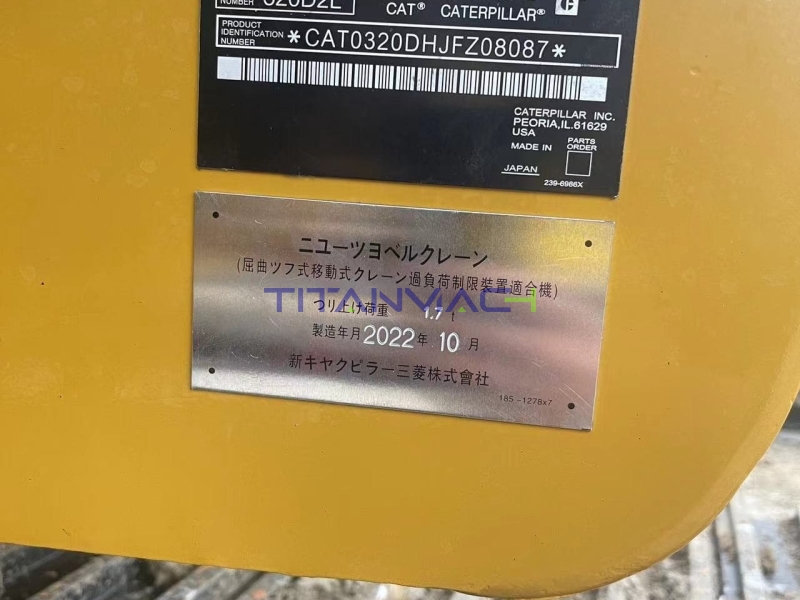 NUMBER 320D2L
CAT® CATERPILLAR®
PRODUCT
IDENTIFICATION
NUMBER
*CAT0320DHJFZ08087*
CATERPILLAR INC.
PEORIA,IL.61629
USA
MADE IN
JAPAN
PARTS
ORDER
239-6986X
ニユーツヨベルクレーン
(屈曲ツフ式移動式クレーン過負荷制限装置適合機)
TITANMACH
つり上げ荷重 1.7 t
製造年月 2022 年 10 月
新キヤクピラー三菱株式會社
185-1278x7